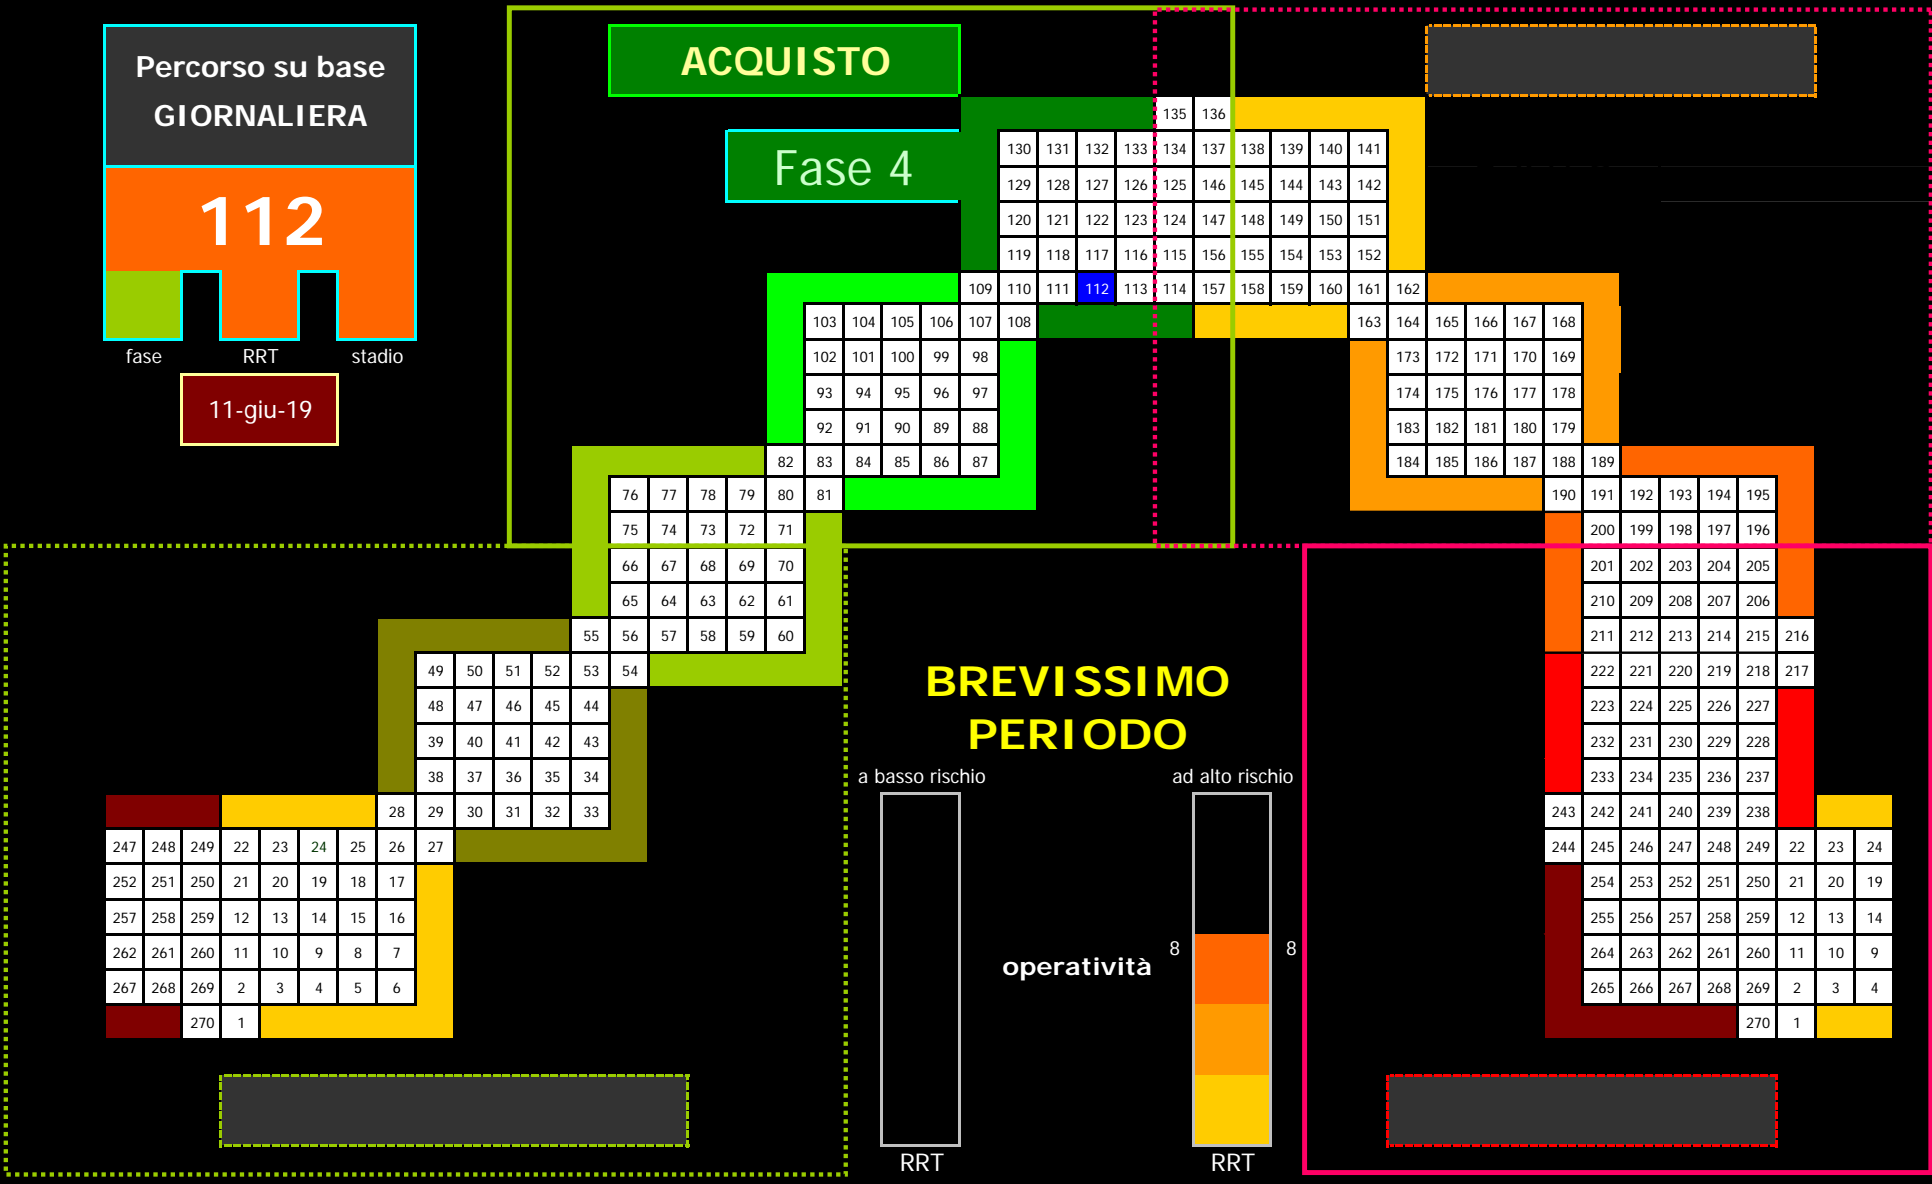 Percorso su base
GIORNALIERA
112
fase RRT stadio
11-giu-19
ACQUISTO
Fase 4
135 136
130 131 132 133 134 137 138 139 140 141
129 128 127 126 125 146 145 144 143 142
120 121 122 123 124 147 148 149 150 151
119 118 117 116 115 156 155 154 153 152
109 110 111 112 113 114 157 158 159 160 161 162
103 104 105 106 107 108 163 164 165 166 167 168
102 101 100 99 98 173 172 171 170 169
93 94 95 96 97 174 175 176 177 178
92 91 90 89 88 183 182 181 180 179
82 83 84 85 86 87 184 185 186 187 188 189
76 77 78 79 80 81 190 191 192 193 194 195
75 74 73 72 71 200 199 198 197 196
66 67 68 69 70 201 202 203 204 205
65 64 63 62 61 210 209 208 207 206
55 56 57 58 59 60 211 212 213 214 215 216
49 50 51 52 53 54 222 221 220 219 218 217
48 47 46 45 44 223 224 225 226 227
39 40 41 42 43 232 231 230 229 228
38 37 36 35 34 233 234 235 236 237
28 29 30 31 32 33 243 242 241 240 239 238
247 248 249 22 23 24 25 26 27 244 245 246 247 248 249 22 23 24
252 251 250 21 20 19 18 17 254 253 252 251 250 21 20 19
257 258 259 12 13 14 15 16 255 256 257 258 259 12 13 14
262 261 260 11 10 9 8 7 264 263 262 261 260 11 10 9
267 268 269 2 3 4 5 6 265 266 267 268 269 2 3 4
270 1 270 1
BREVISSIMO
PERIODO
a basso rischio ad alto rischio
8 8
operatività
RRT RRT